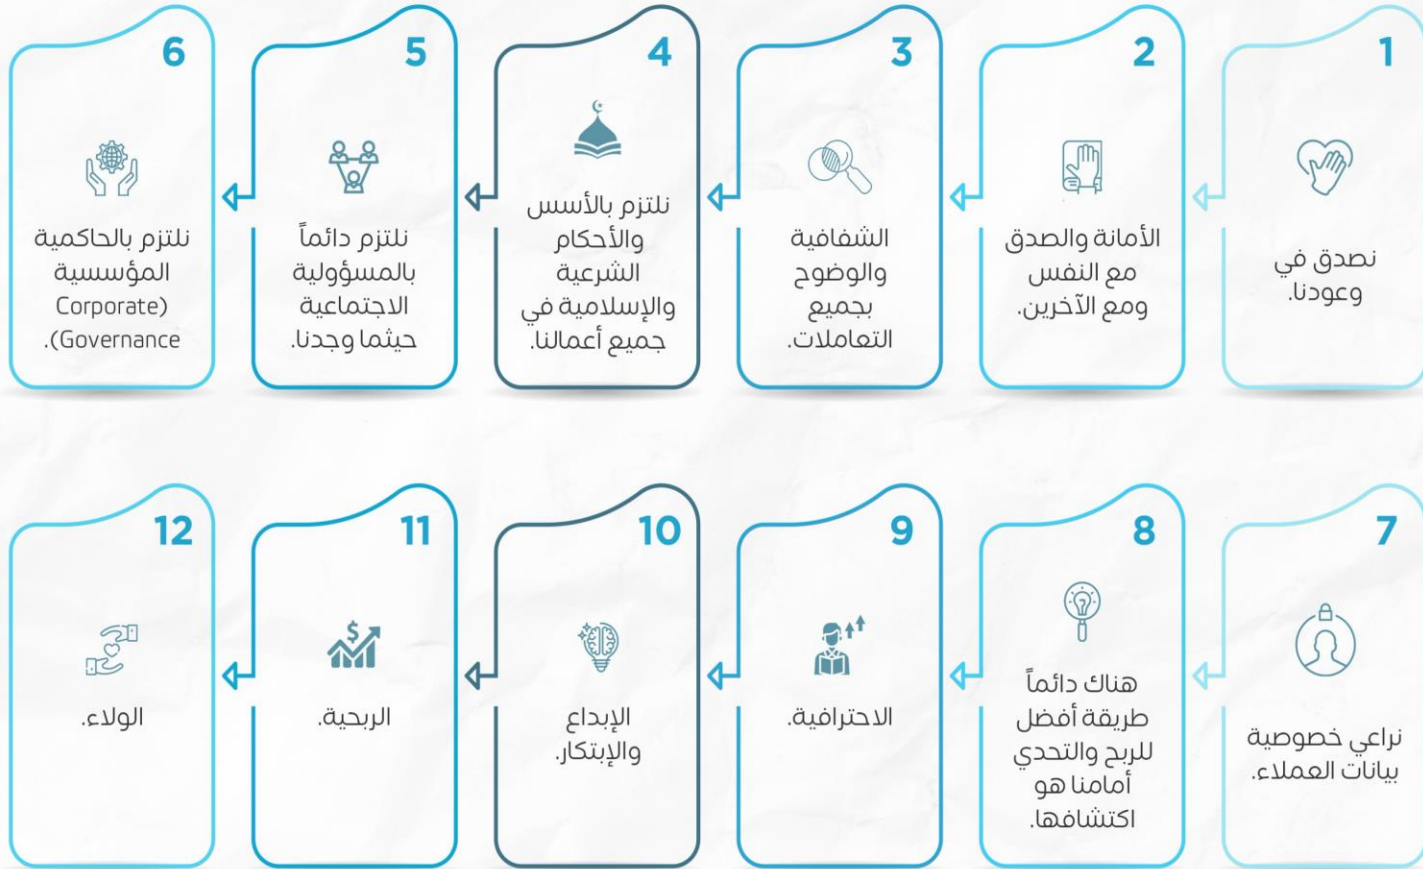 1
نصدق في
وعودنا.
2
الأمانة والصدق
مع النفس
ومع الآخرين.
3
الشفافية
والوضوح
بجميع
التعاملات.
4
نلتزم بالأسس
والأحكام
الشرعية
والإسلامية في
جميع أعمالنا.
5
نلتزم دائماً
بالمسؤولية
الاجتماعية
حيثما وجدنا.
6
نلتزم بالحاكمية
المؤسسية
(Corporate
Governance).
7
نراعي خصوصية
بيانات العملاء.
8
هناك دائماً
طريقة أفضل
للربح والتحدي
أمامنا هو
اكتشافها.
9
الاحترافية.
10
الإبداع
والإبتكار.
11
الربحية.
12
الولاء.